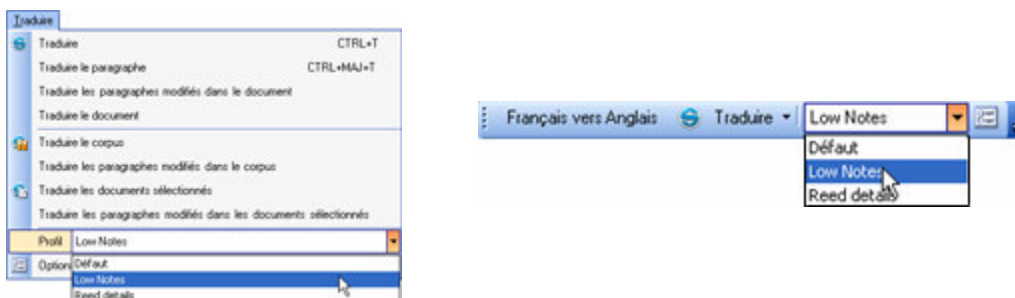 Traduire
Traduire CTRL+T
Traduire le paragraphe CTRL+MAJ+T
Traduire les paragraphes modifiés dans le document
Traduire le document
Traduire le corpus
Traduire les paragraphes modifiés dans le corpus
Traduire les documents sélectionnés
Traduire les paragraphes modifiés dans les documents sélectionnés
Profil Low Notes
Option Défaut
Low Notes
Reed details
Français vers Anglais Traduire Low Notes
Défaut
Low Notes
Reed details